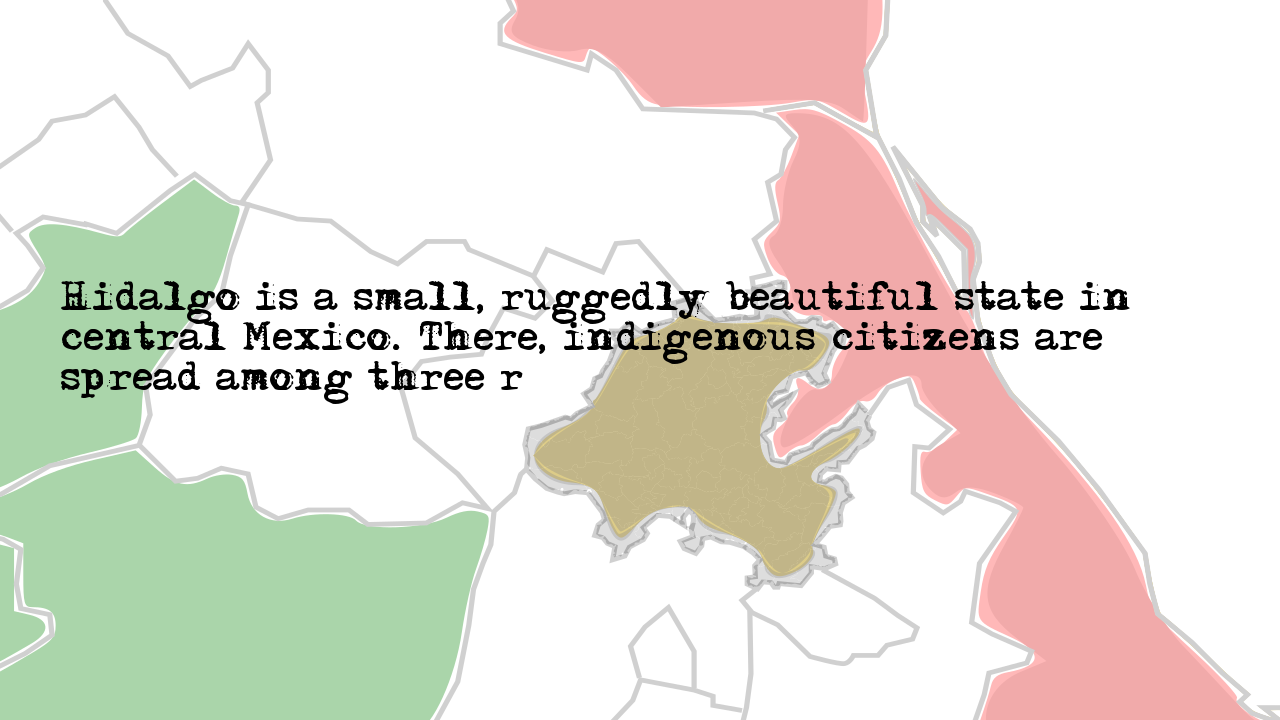 Hidalgo is a small, ruggedly beautiful state in
central Mexico. There, indigenous citizens are
spread among three r